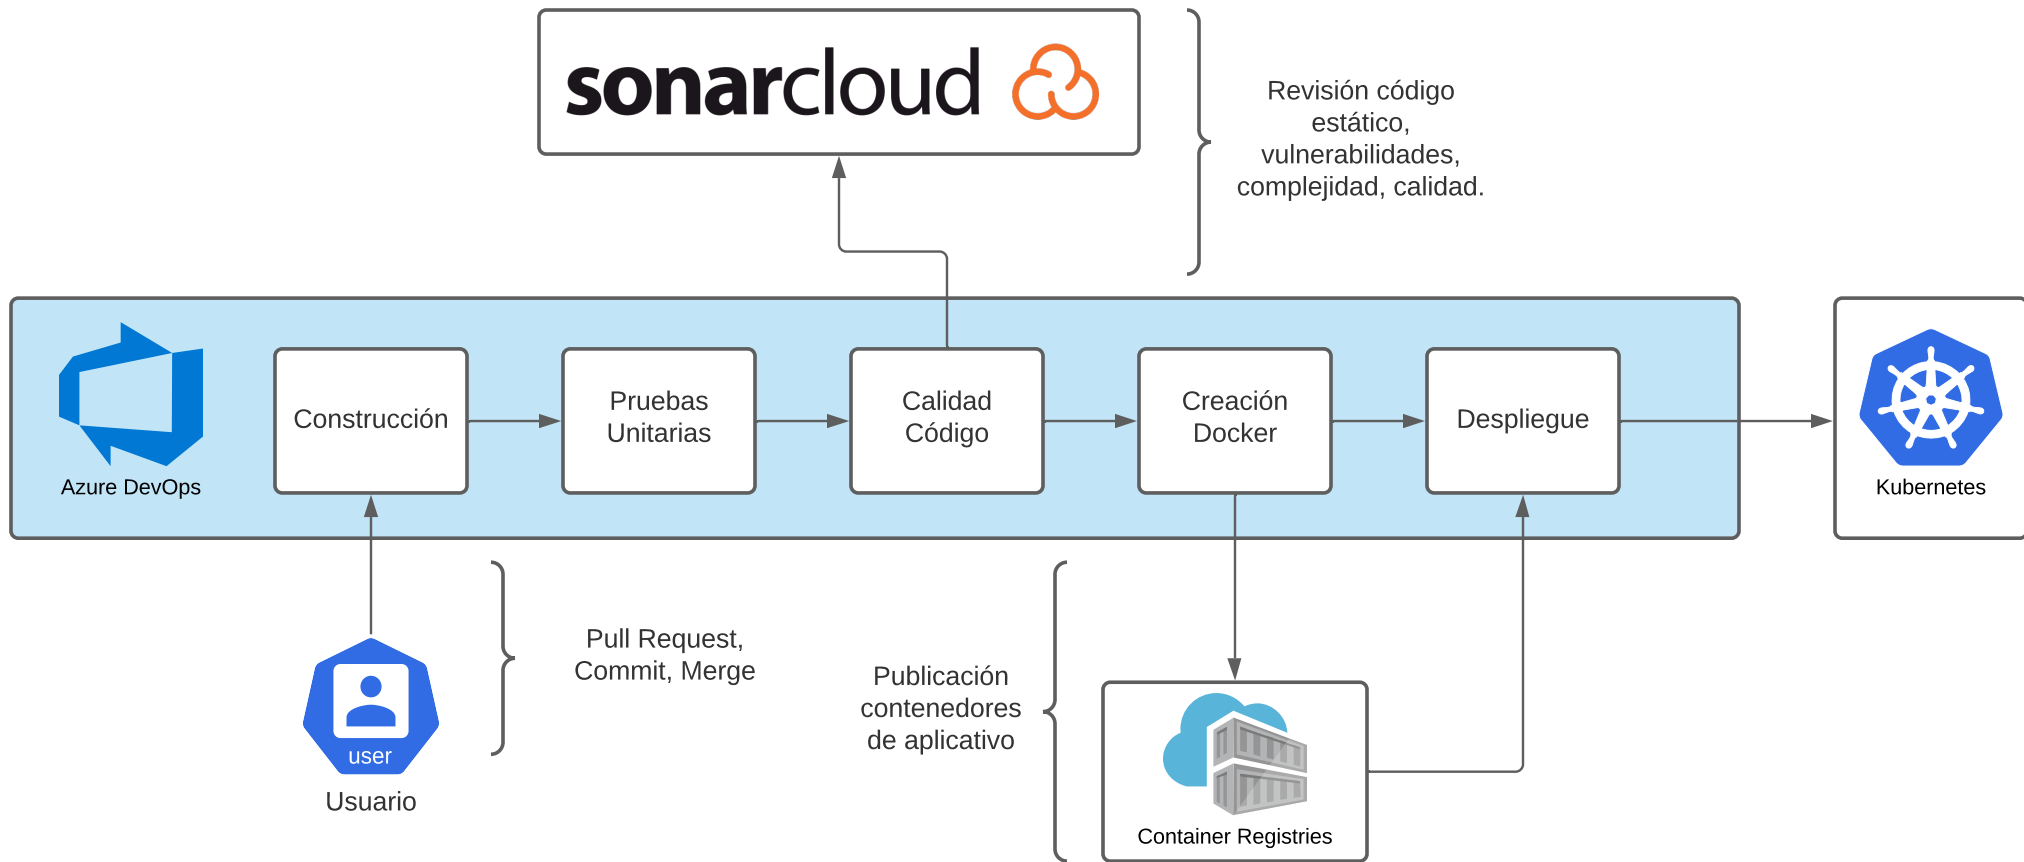 sonarcloud
Revisión código
estático,
vulnerabilidades,
complejidad, calidad.
Azure DevOps
Construcción
Pruebas
Unitarias
Calidad
Código
Creación
Docker
Despliegue
Kubernetes
user
Usuario
Pull Request,
Commit, Merge
Publicación
contenedores
de aplicativo
Container Registries